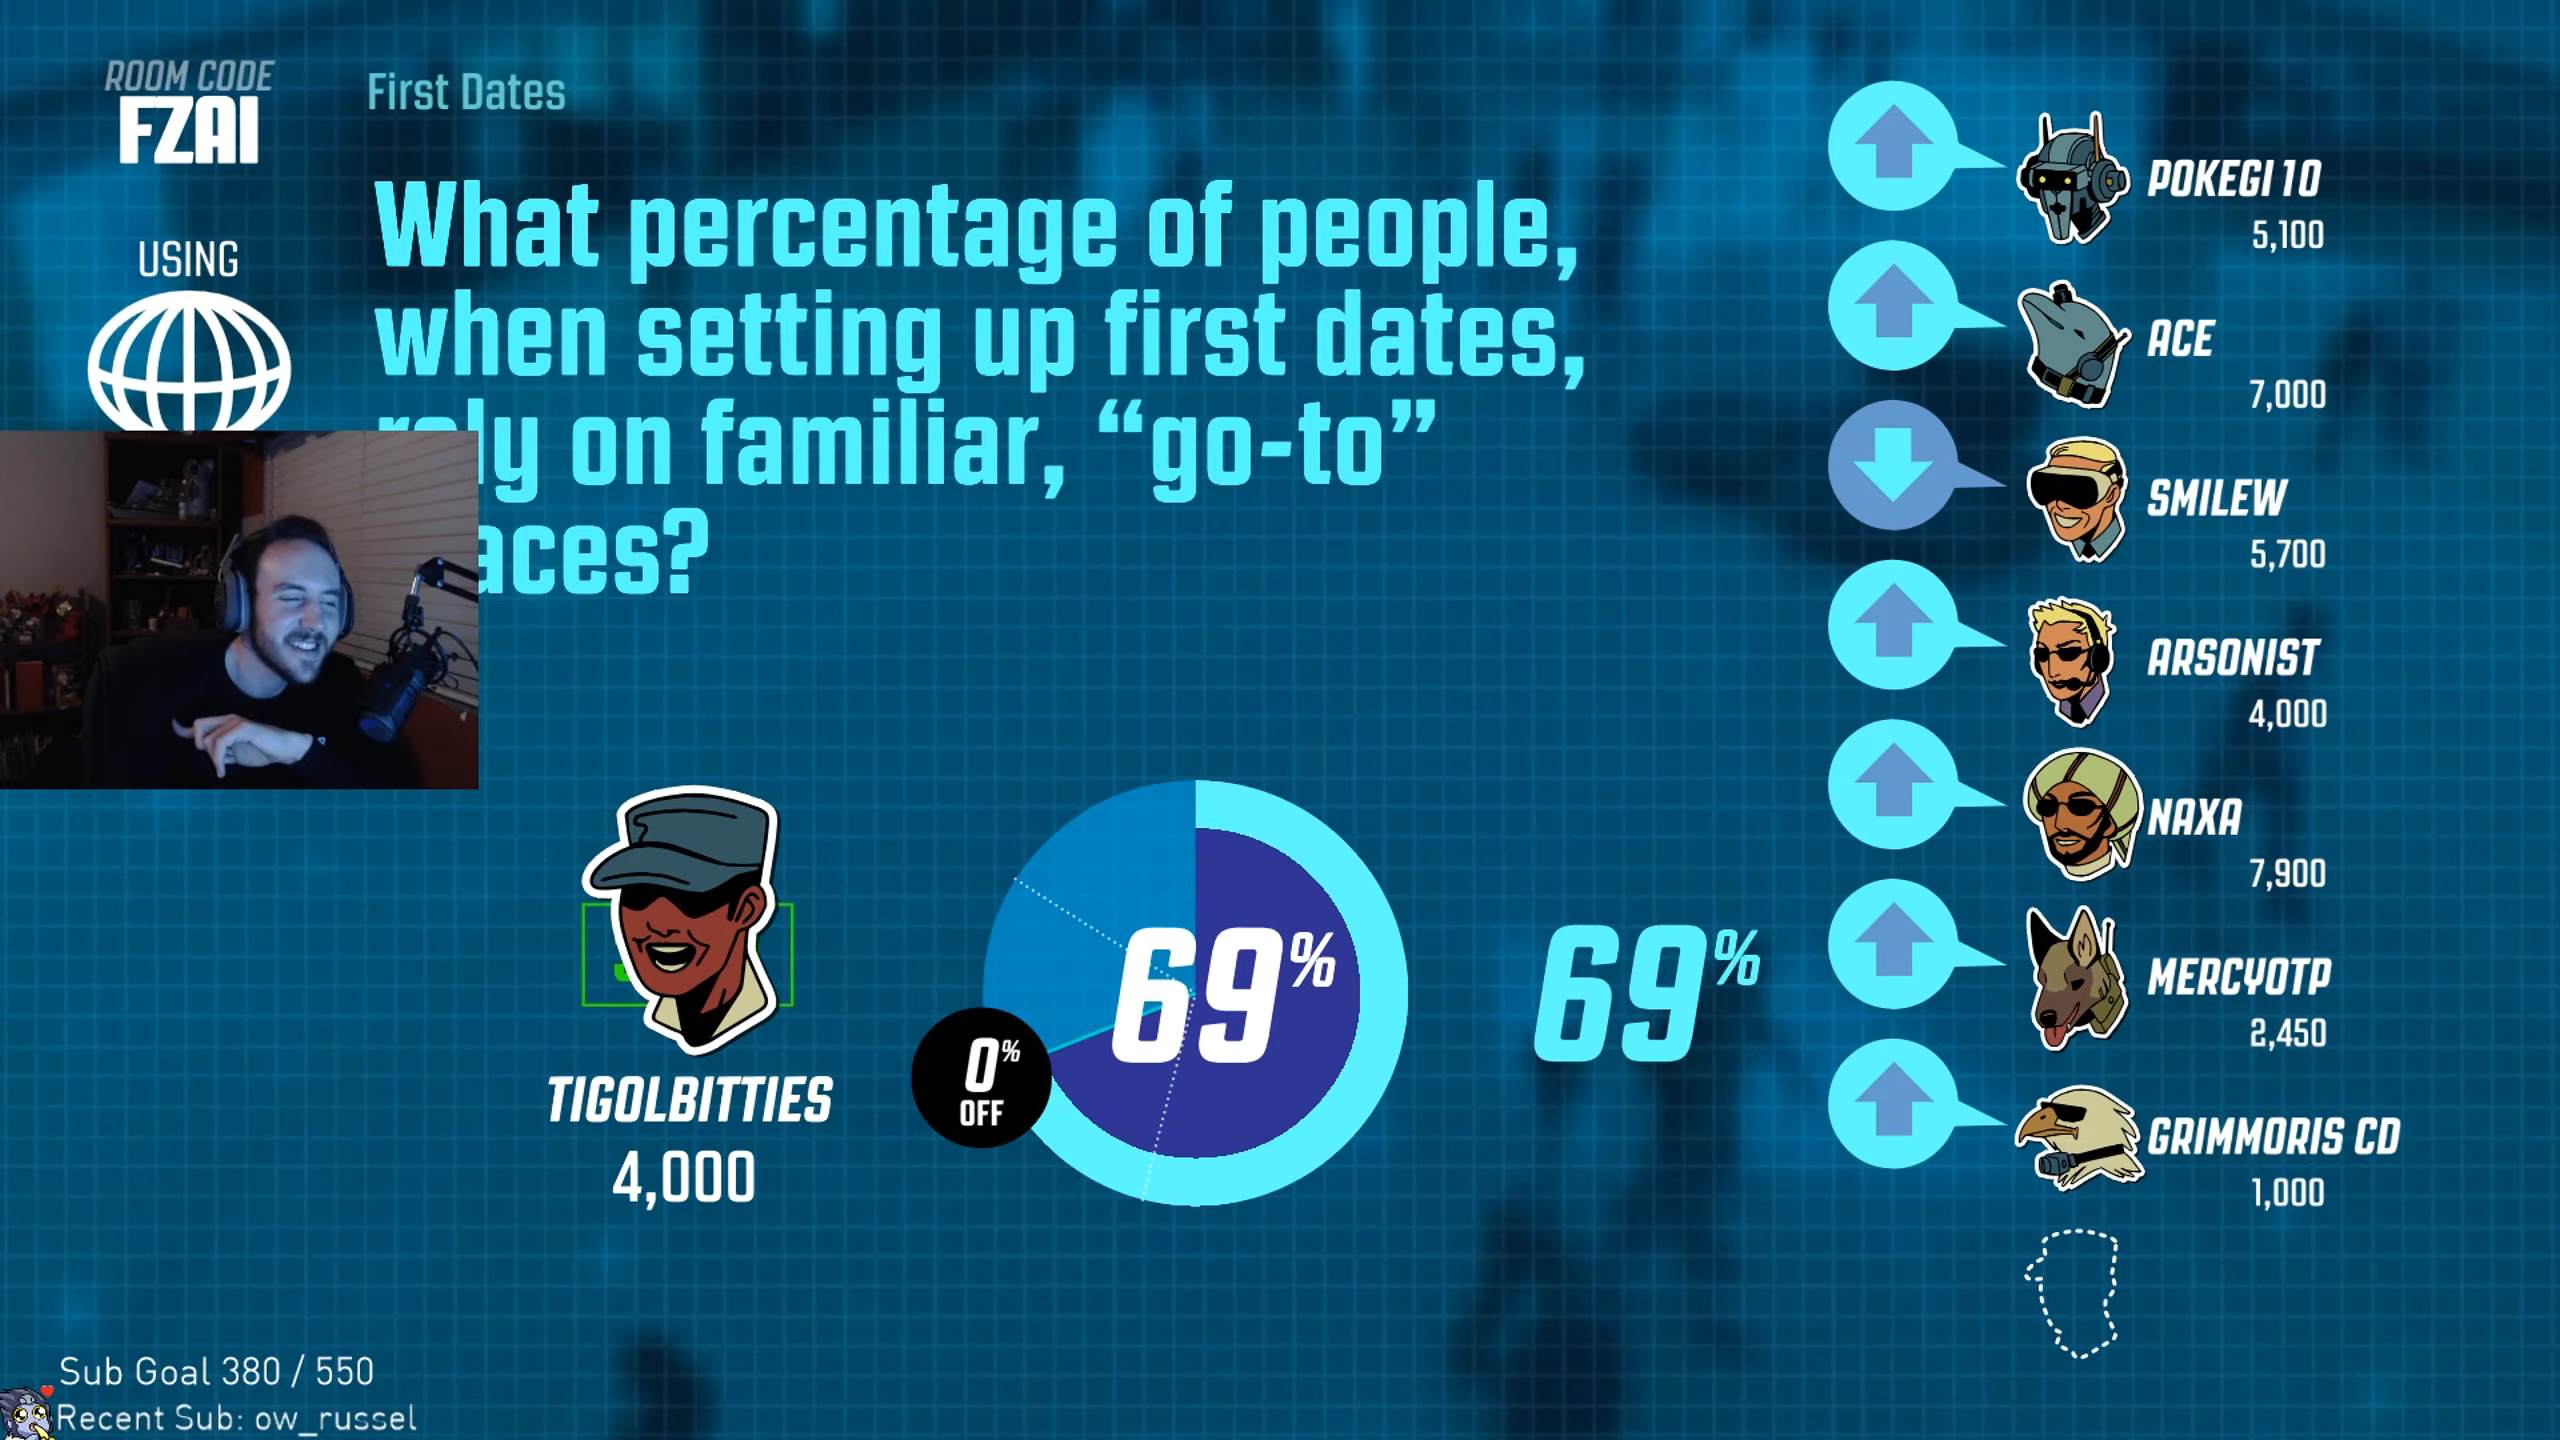 ROOM CODE
FZAI
USING
First Dates
What percentage of people,
when setting up first dates,
rely on familiar, “go-to”
aces?
TIGOLBITTIES
4,000
0%
OFF
69%
69%
POKEGI 10
5,100
ACE
7,000
SMILEW
5,700
ARSONIST
4,000
NAXA
7,900
MERCYOTP
2,450
GRIMMORIS CD
1,000
Sub Goal 380 / 550
Recent Sub: ow_russel